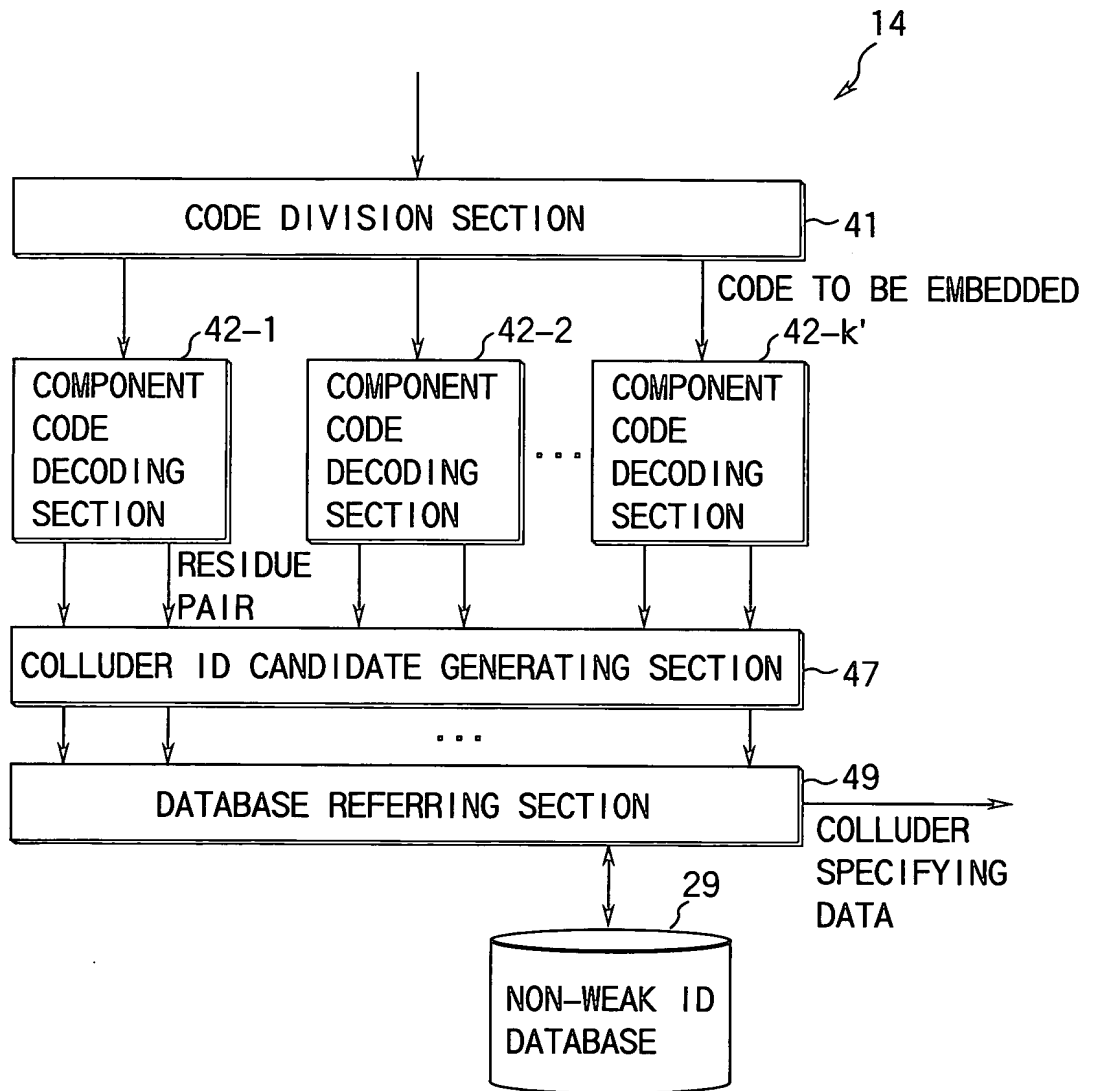 14
CODE DIVISION SECTION
41
CODE TO BE EMBEDDED
42-1
42-2
42-k'
COMPONENT
CODE
DECODING
SECTION
COMPONENT
CODE
DECODING
SECTION
...
COMPONENT
CODE
DECODING
SECTION
RESIDUE
PAIR
COLLUDER ID CANDIDATE GENERATING SECTION
47
...
DATABASE REFERRING SECTION
49
COLLUDER
SPECIFYING
DATA
29
NON-WEAK ID
DATABASE